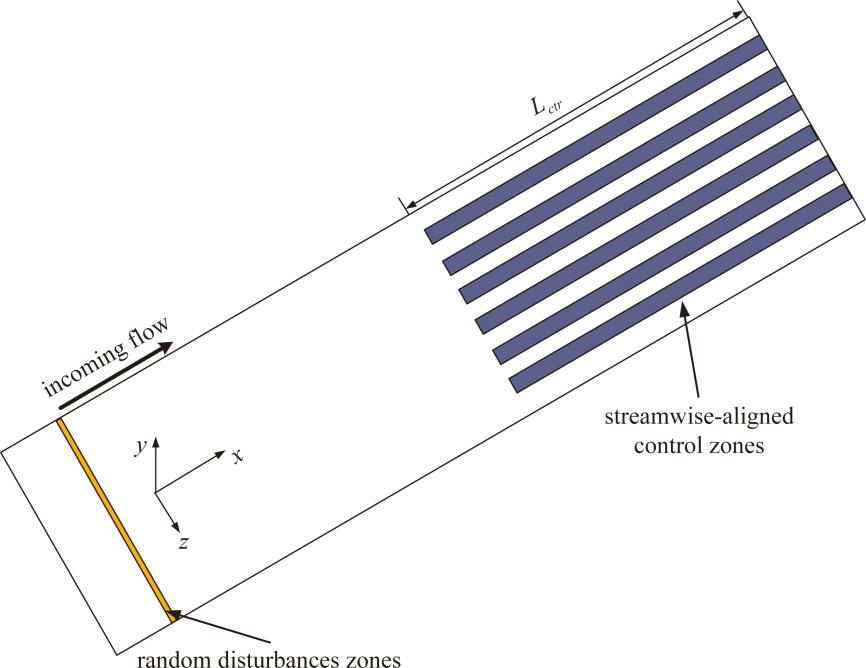 L_ctr
incoming flow
y
x
z
streamwise-aligned
control zones
random disturbances zones